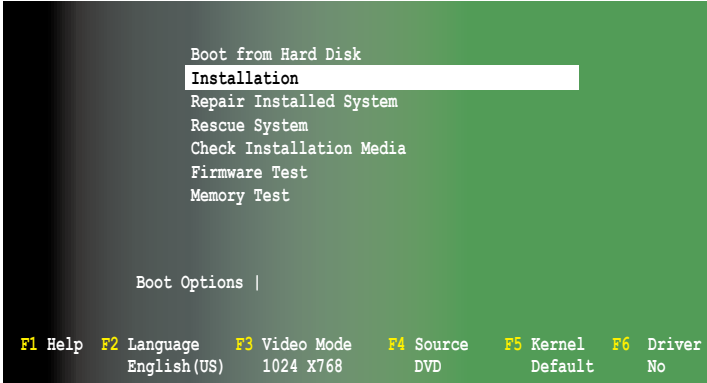 Boot from Hard Disk
Installation
Repair Installed System
Rescue System
Check Installation Media
Firmware Test
Memory Test
Boot Options |
F1 Help F2 Language F3 Video Mode F4 Source F5 Kernel F6 Driver
English(US) 1024 X768 DVD Default No